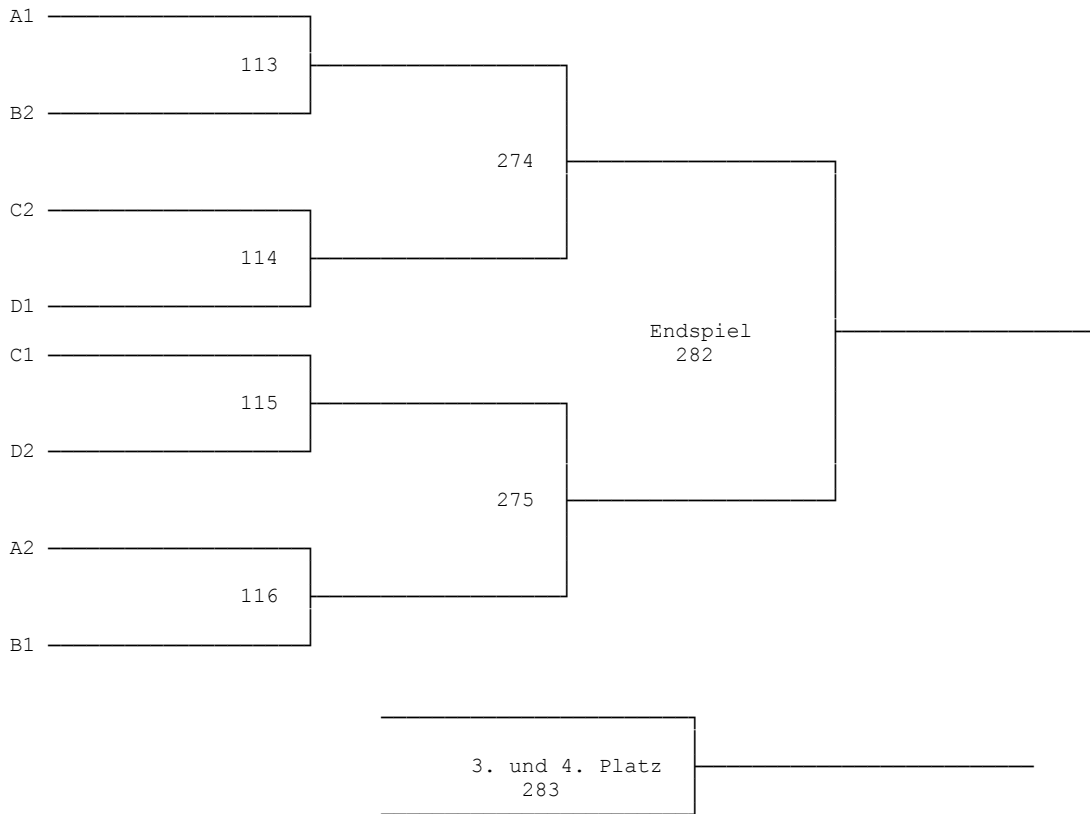 A1
113
B2
274
C2
114
D1
Endspiel
282
C1
115
D2
275
A2
116
B1
3. und 4. Platz
283